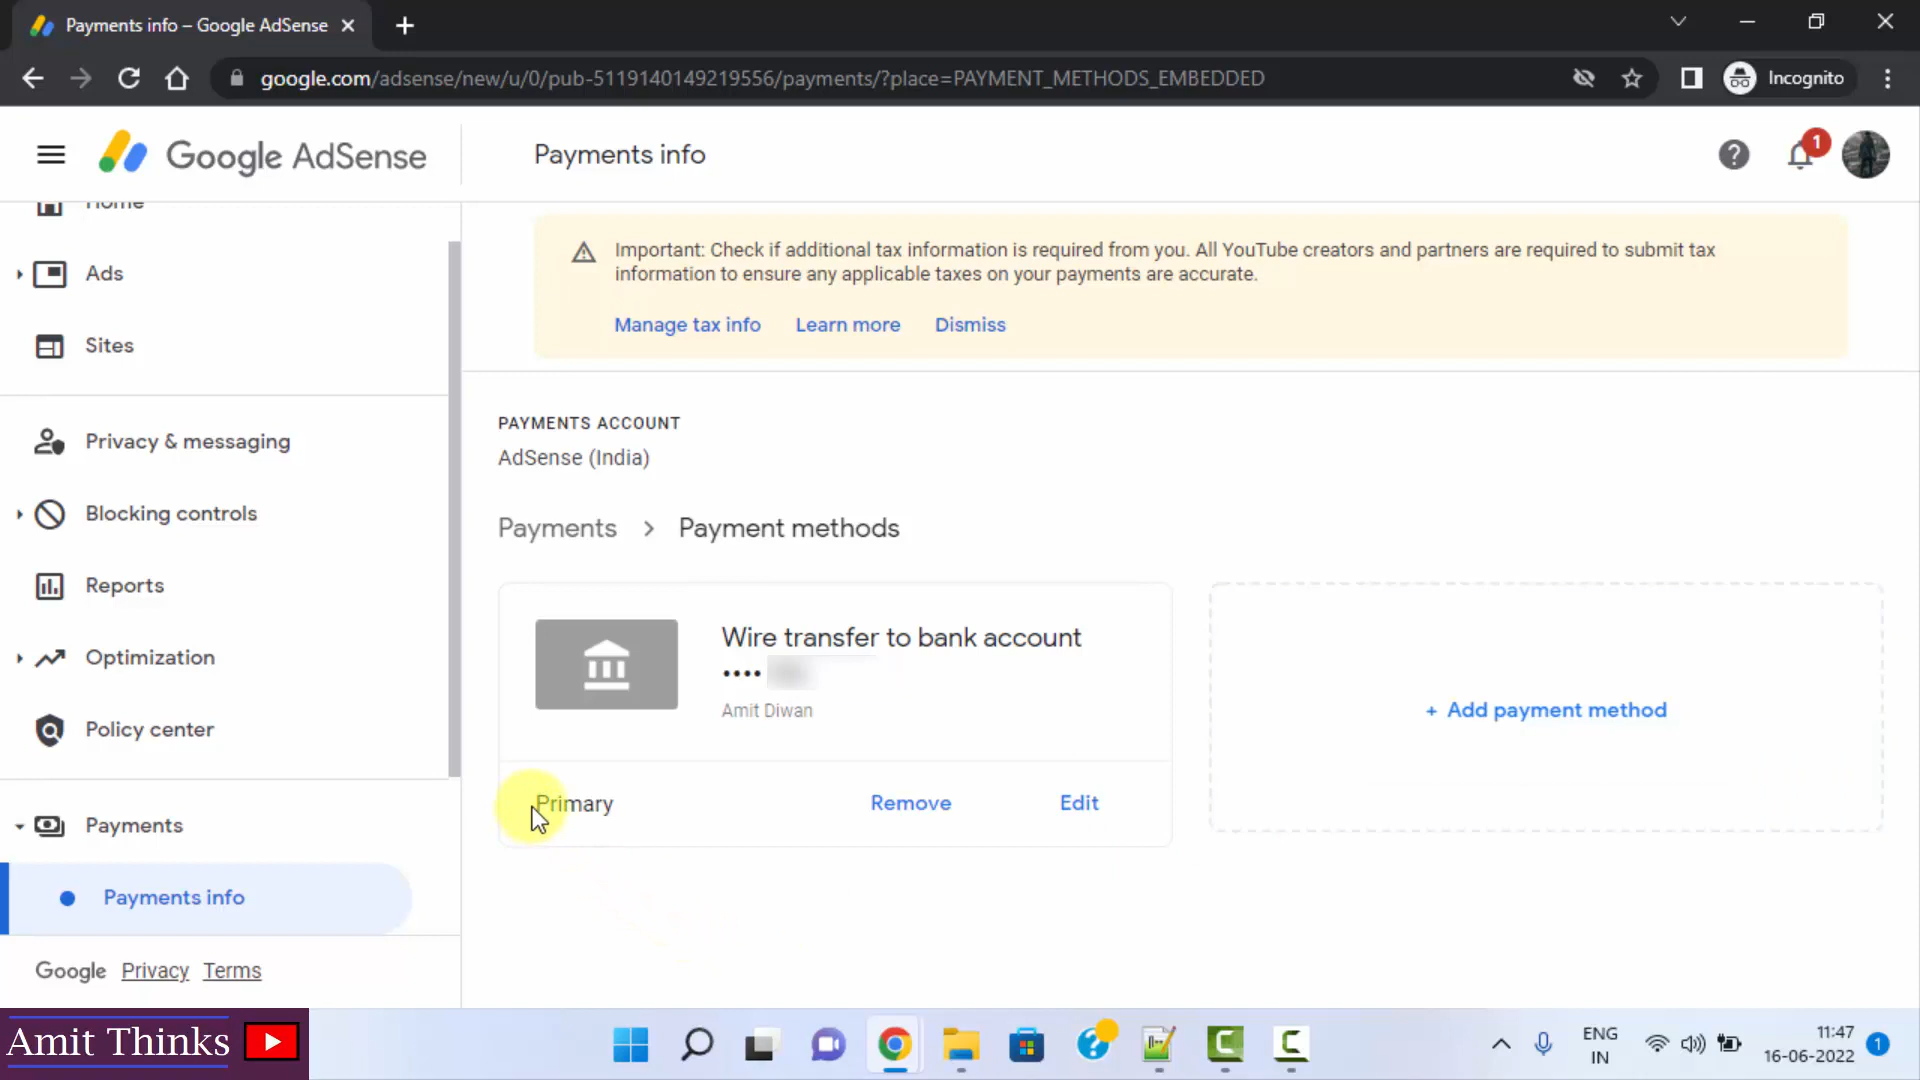 Payments info – Google AdSense
google.com/adsense/new/u/0/pub-5119140149219556/payments/?place=PAYMENT_METHODS_EMBEDDED
Incognito
Google AdSense
Payments info
1
Home
Ads
Sites
Privacy & messaging
Blocking controls
Reports
Optimization
Policy center
Payments
Payments info
Google Privacy Terms
Important: Check if additional tax information is required from you. All YouTube creators and partners are required to submit tax
information to ensure any applicable taxes on your payments are accurate.
Manage tax info Learn more Dismiss
PAYMENTS ACCOUNT
AdSense (India)
Payments > Payment methods
Wire transfer to bank account
••••
Amit Diwan
Primary Remove Edit
+ Add payment method
Amit Thinks
ENG
IN
11:47
16-06-2022
1